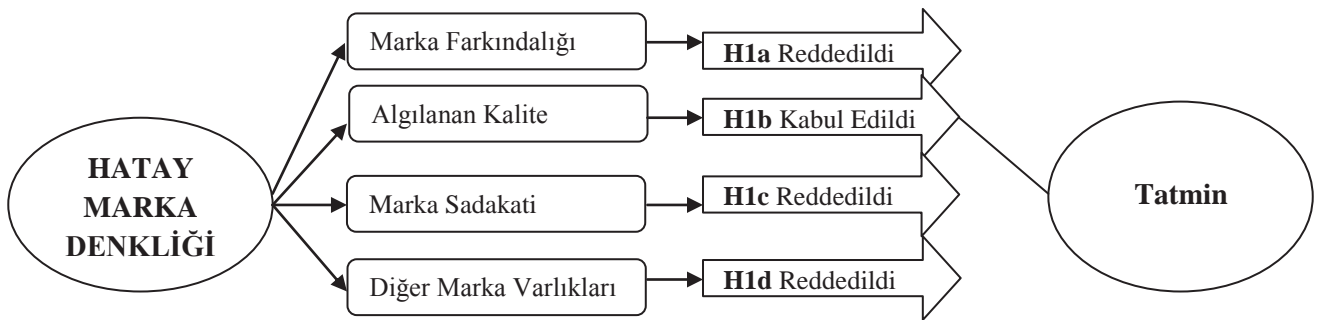 Marka Farkındalığı
H1a Reddedildi
Algılanan Kalite
H1b Kabul Edildi
HATAY
MARKA
DENKLİĞİ
Marka Sadakati
H1c Reddedildi
Tatmin
Diğer Marka Varlıkları
H1d Reddedildi